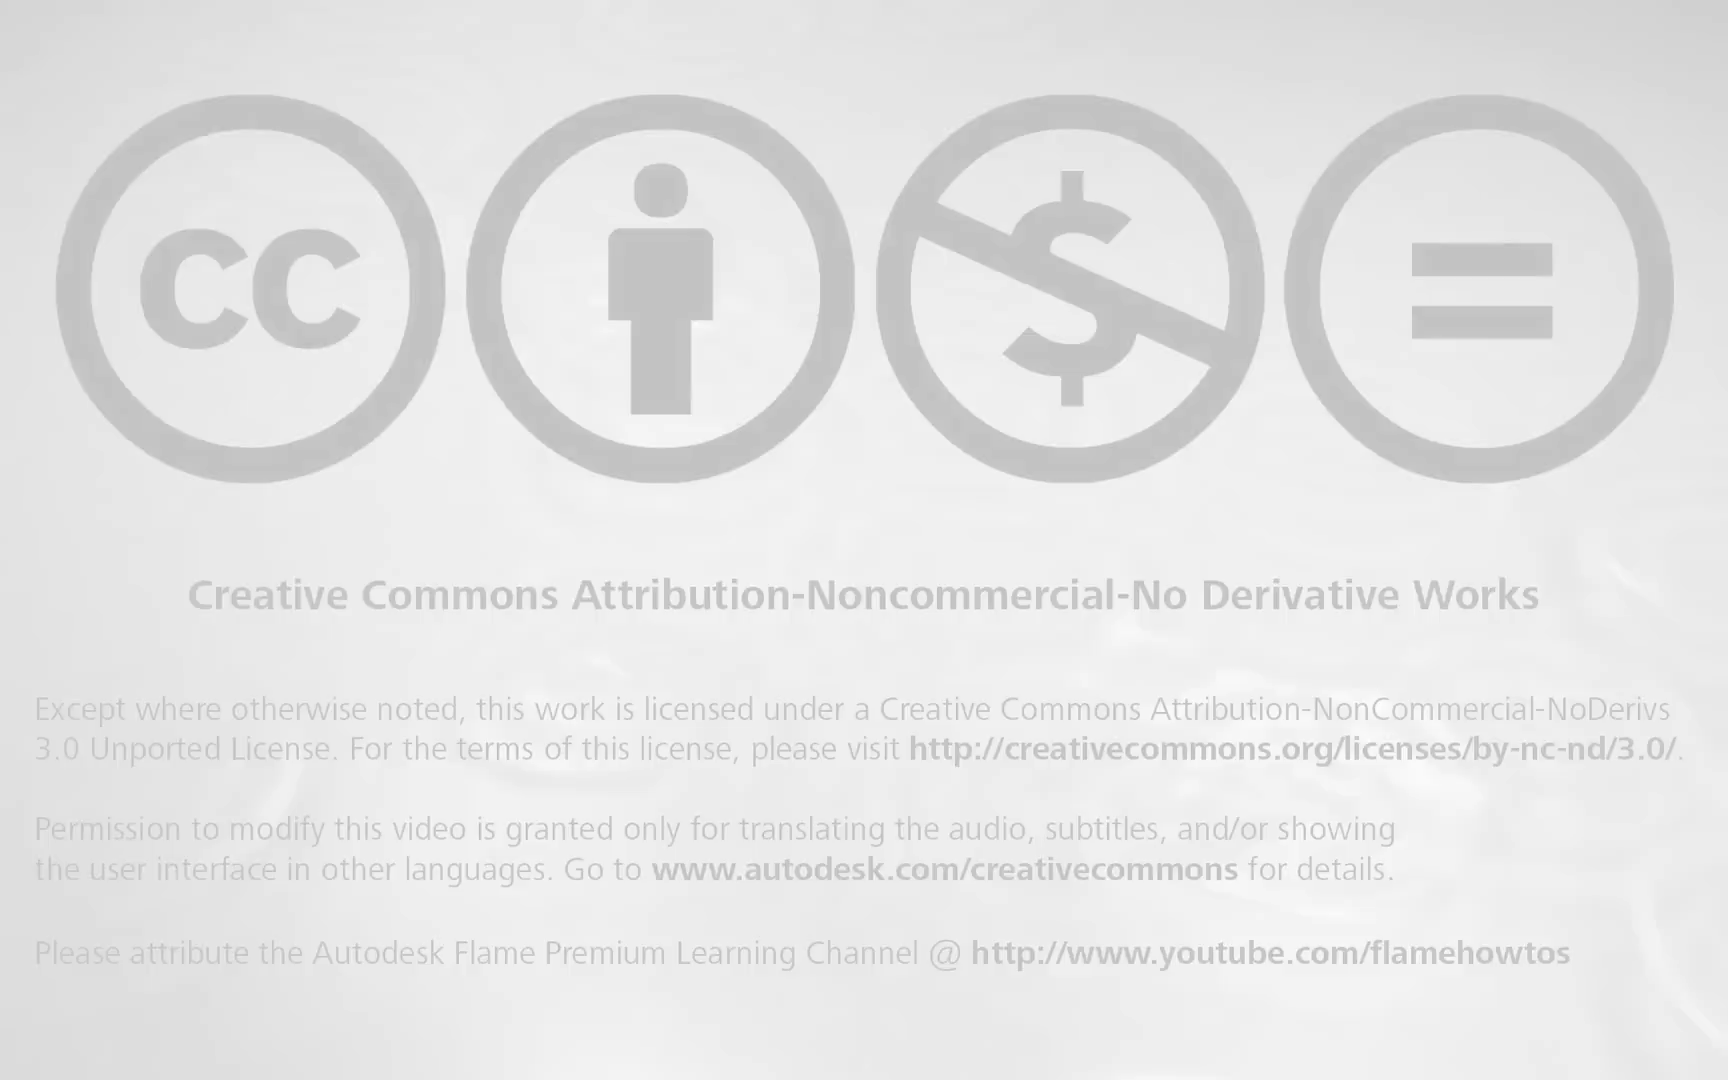 cc
$
=
Creative Commons Attribution-Noncommercial-No Derivative Works
Except where otherwise noted, this work is licensed under a Creative Commons Attribution-NonCommercial-NoDerivs
3.0 Unported License. For the terms of this license, please visit http://creativecommons.org/licenses/by-nc-nd/3.0/.
Permission to modify this video is granted only for translating the audio, subtitles, and/or showing
the user interface in other languages. Go to www.autodesk.com/creativecommons for details.
Please attribute the Autodesk Flame Premium Learning Channel @ http://www.youtube.com/flamehowtos